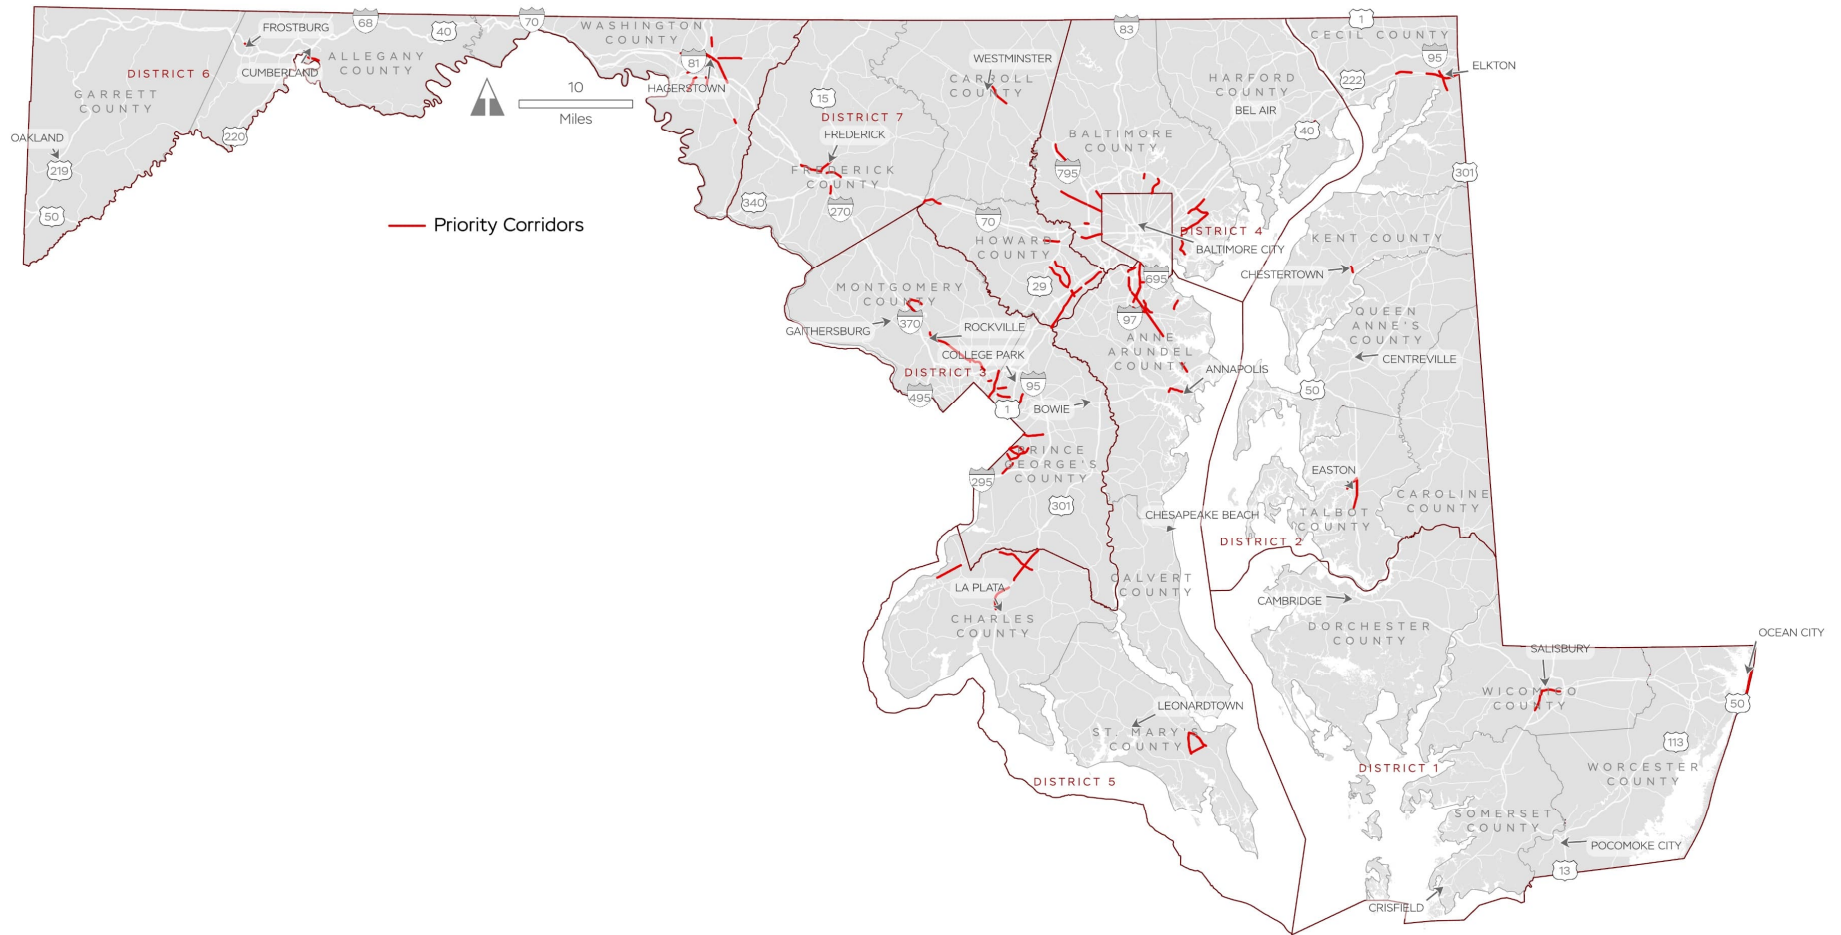 FROSTBURG
68
40
70
WASHINGTON
COUNTY
83
1
CECIL COUNTY
ALLEGANY
COUNTY
CUMBERLAND
DISTRICT 6
GARRETT
COUNTY
81
HAGERSTOWN
WESTMINSTER
CARROLL
COUNTY
HARFORD
COUNTY
BEL AIR
222
95
ELKTON
10
Miles
15
DISTRICT 7
FREDERICK
FREDERICK
COUNTY
BALTIMORE
COUNTY
40
OAKLAND
219
220
795
301
50
340
270
Priority Corridors
70
HOWARD
COUNTY
DISTRICT 4
BALTIMORE CITY
KENT COUNTY
CHESTERTOWN
MONTGOMERY
COUNTY
29
695
GAITHERSBURG
370
ROCKVILLE
COLLEGE PARK
97
ANNE
ARUNDEL
COUNTY
QUEEN
ANNE'S
COUNTY
CENTREVILLE
DISTRICT 3
ANNAPOLIS
495
95
1
BOWIE
50
PRINCE
GEORGE'S
COUNTY
295
301
EASTON
TALBOT
COUNTY
CAROLINE
COUNTY
CHESAPEAKE BEACH
DISTRICT 2
LA PLATA
CHARLES
COUNTY
CALVERT
COUNTY
CAMBRIDGE
DORCHESTER
COUNTY
OCEAN CITY
SALISBURY
WICOMICO
COUNTY
50
LEONARDTOWN
ST. MARY'S
COUNTY
113
DISTRICT 5
DISTRICT 1
WORCESTER
COUNTY
SOMERSET
COUNTY
POCOMOKE CITY
13
CRISFIELD